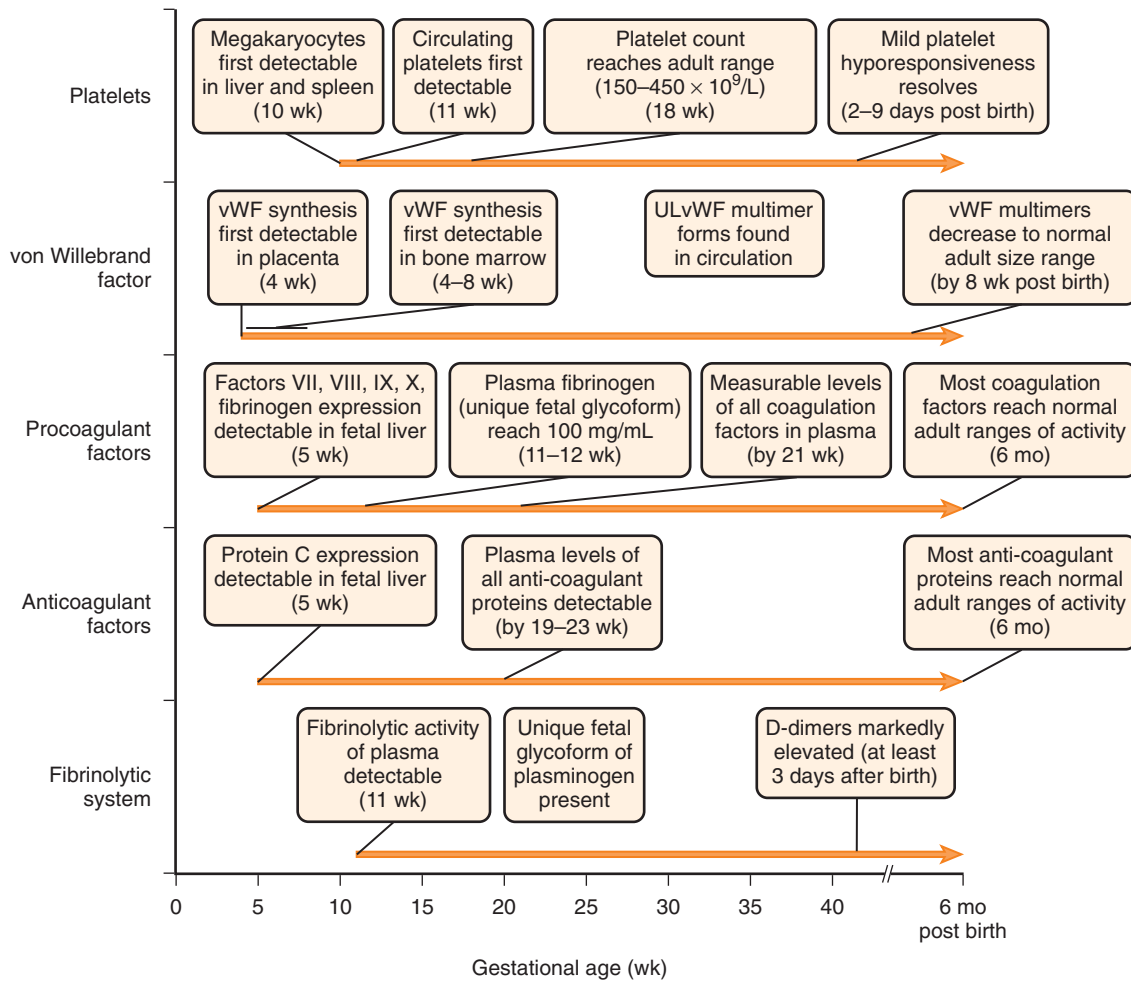 Platelets
Megakaryocytes
first detectable
in liver and spleen
(10 wk)
Circulating
platelets first
detectable
(11 wk)
Platelet count
reaches adult range
(150–450 × 10⁹/L)
(18 wk)
Mild platelet
hyporesponsiveness
resolves
(2–9 days post birth)
von Willebrand
factor
vWF synthesis
first detectable
in placenta
(4 wk)
vWF synthesis
first detectable
in bone marrow
(4–8 wk)
ULvWF multimer
forms found
in circulation
vWF multimers
decrease to normal
adult size range
(by 8 wk post birth)
Procoagulant
factors
Factors VII, VIII, IX, X,
fibrinogen expression
detectable in fetal liver
(5 wk)
Plasma fibrinogen
(unique fetal glycoform)
reach 100 mg/mL
(11–12 wk)
Measurable levels
of all coagulation
factors in plasma
(by 21 wk)
Most coagulation
factors reach normal
adult ranges of activity
(6 mo)
Anticoagulant
factors
Protein C expression
detectable in fetal liver
(5 wk)
Plasma levels of
all anti-coagulant
proteins detectable
(by 19–23 wk)
Most anti-coagulant
proteins reach normal
adult ranges of activity
(6 mo)
Fibrinolytic
system
Fibrinolytic activity
of plasma
detectable
(11 wk)
Unique fetal
glycoform of
plasminogen
present
D-dimers markedly
elevated (at least
3 days after birth)
0 5 10 15 20 25 30 35 40 6 mo
post birth
Gestational age (wk)